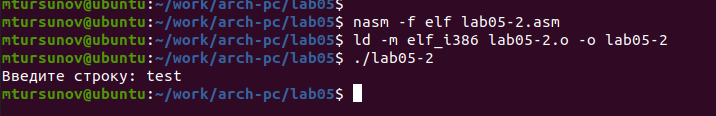 mtursunov@ubuntu:~/work/arch-pc/lab05$ nasm -f elf lab05-2.asm
mtursunov@ubuntu:~/work/arch-pc/lab05$ ld -m elf_i386 lab05-2.o -o lab05-2
mtursunov@ubuntu:~/work/arch-pc/lab05$ ./lab05-2
Введите строку: test
mtursunov@ubuntu:~/work/arch-pc/lab05$